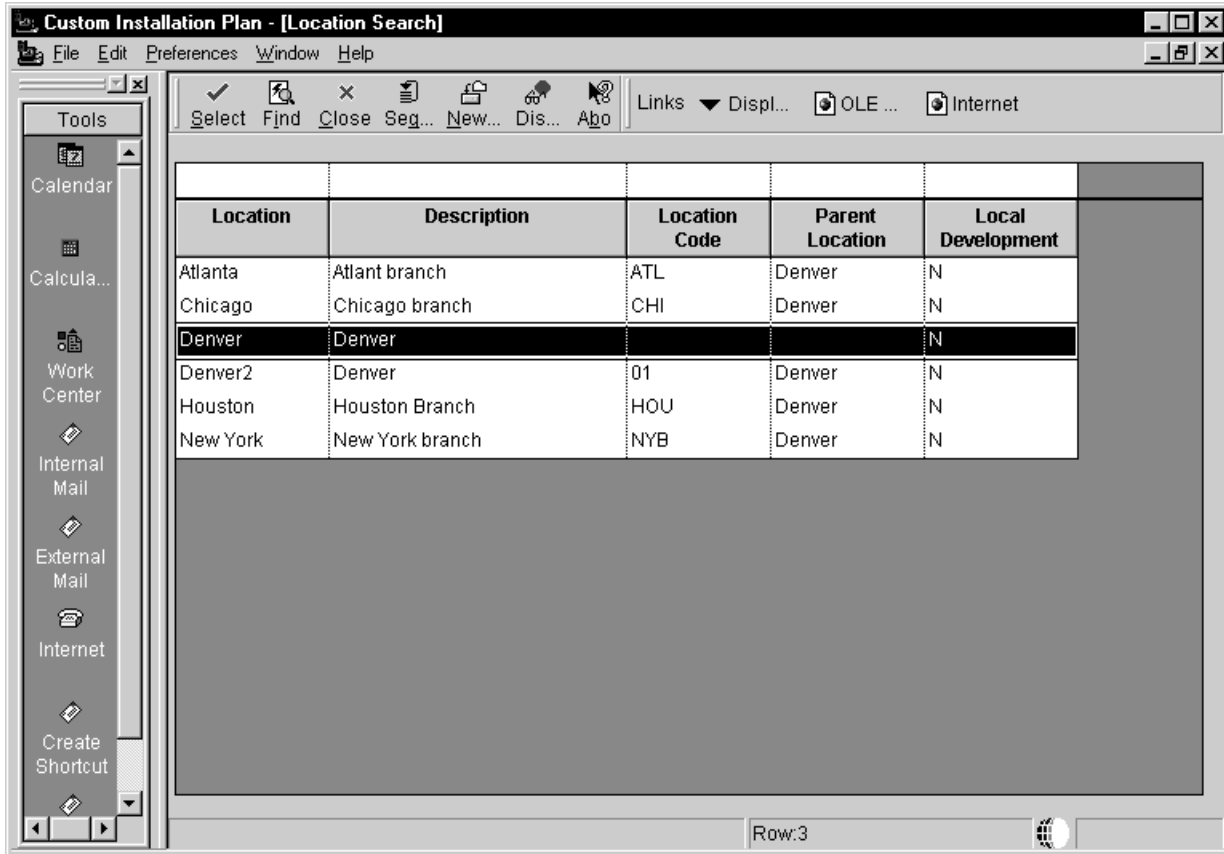 Custom Installation Plan - [Location Search]
File Edit Preferences Window Help
Tools
Calendar
Calcula...
Work
Center
Internal
Mail
External
Mail
Internet
Create
Shortcut
Select Find Close Seg... New... Dis... Abo
Links Displ... OLE ... Internet
Location Description Location Code Parent Location Local Development
Atlanta Atlant branch ATL Denver N
Chicago Chicago branch CHI Denver N
Denver Denver N
Denver2 Denver 01 Denver N
Houston Houston Branch HOU Denver N
New York New York branch NYB Denver N
Row:3